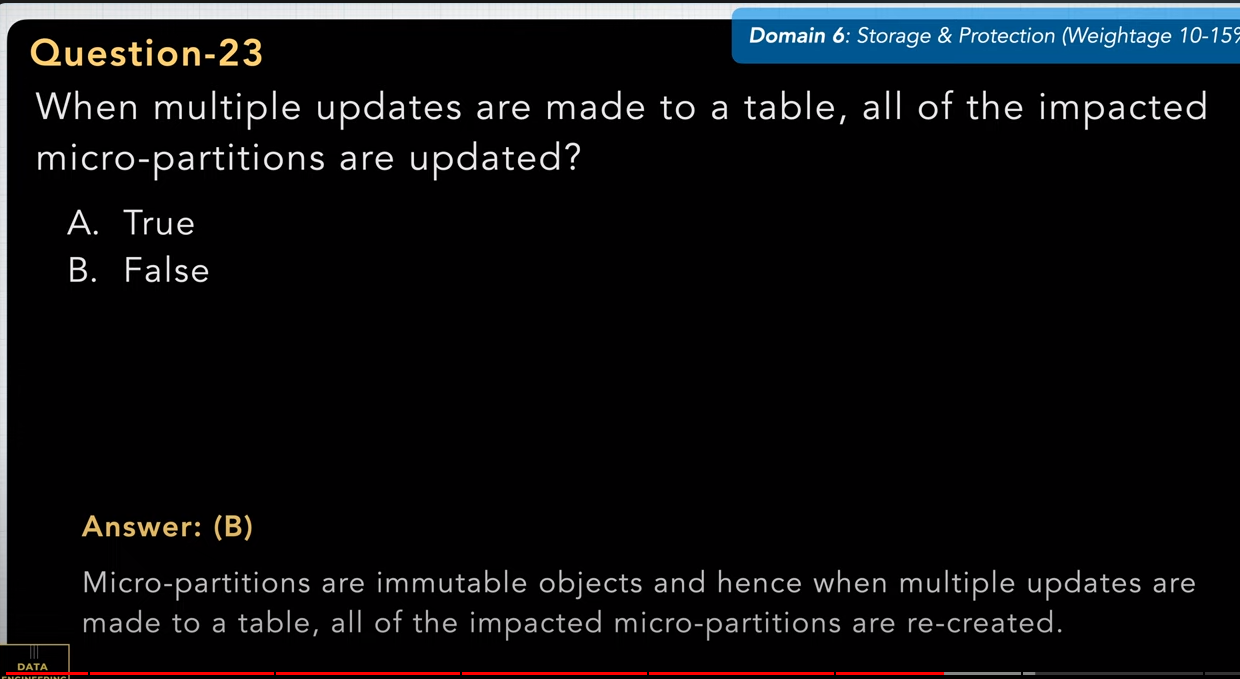 Domain 6: Storage & Protection (Weightage 10-15%
Question-23
When multiple updates are made to a table, all of the impacted
micro-partitions are updated?
A. True
B. False
Answer: (B)
Micro-partitions are immutable objects and hence when multiple updates are
made to a table, all of the impacted micro-partitions are re-created.
DATA
ENGINEERING